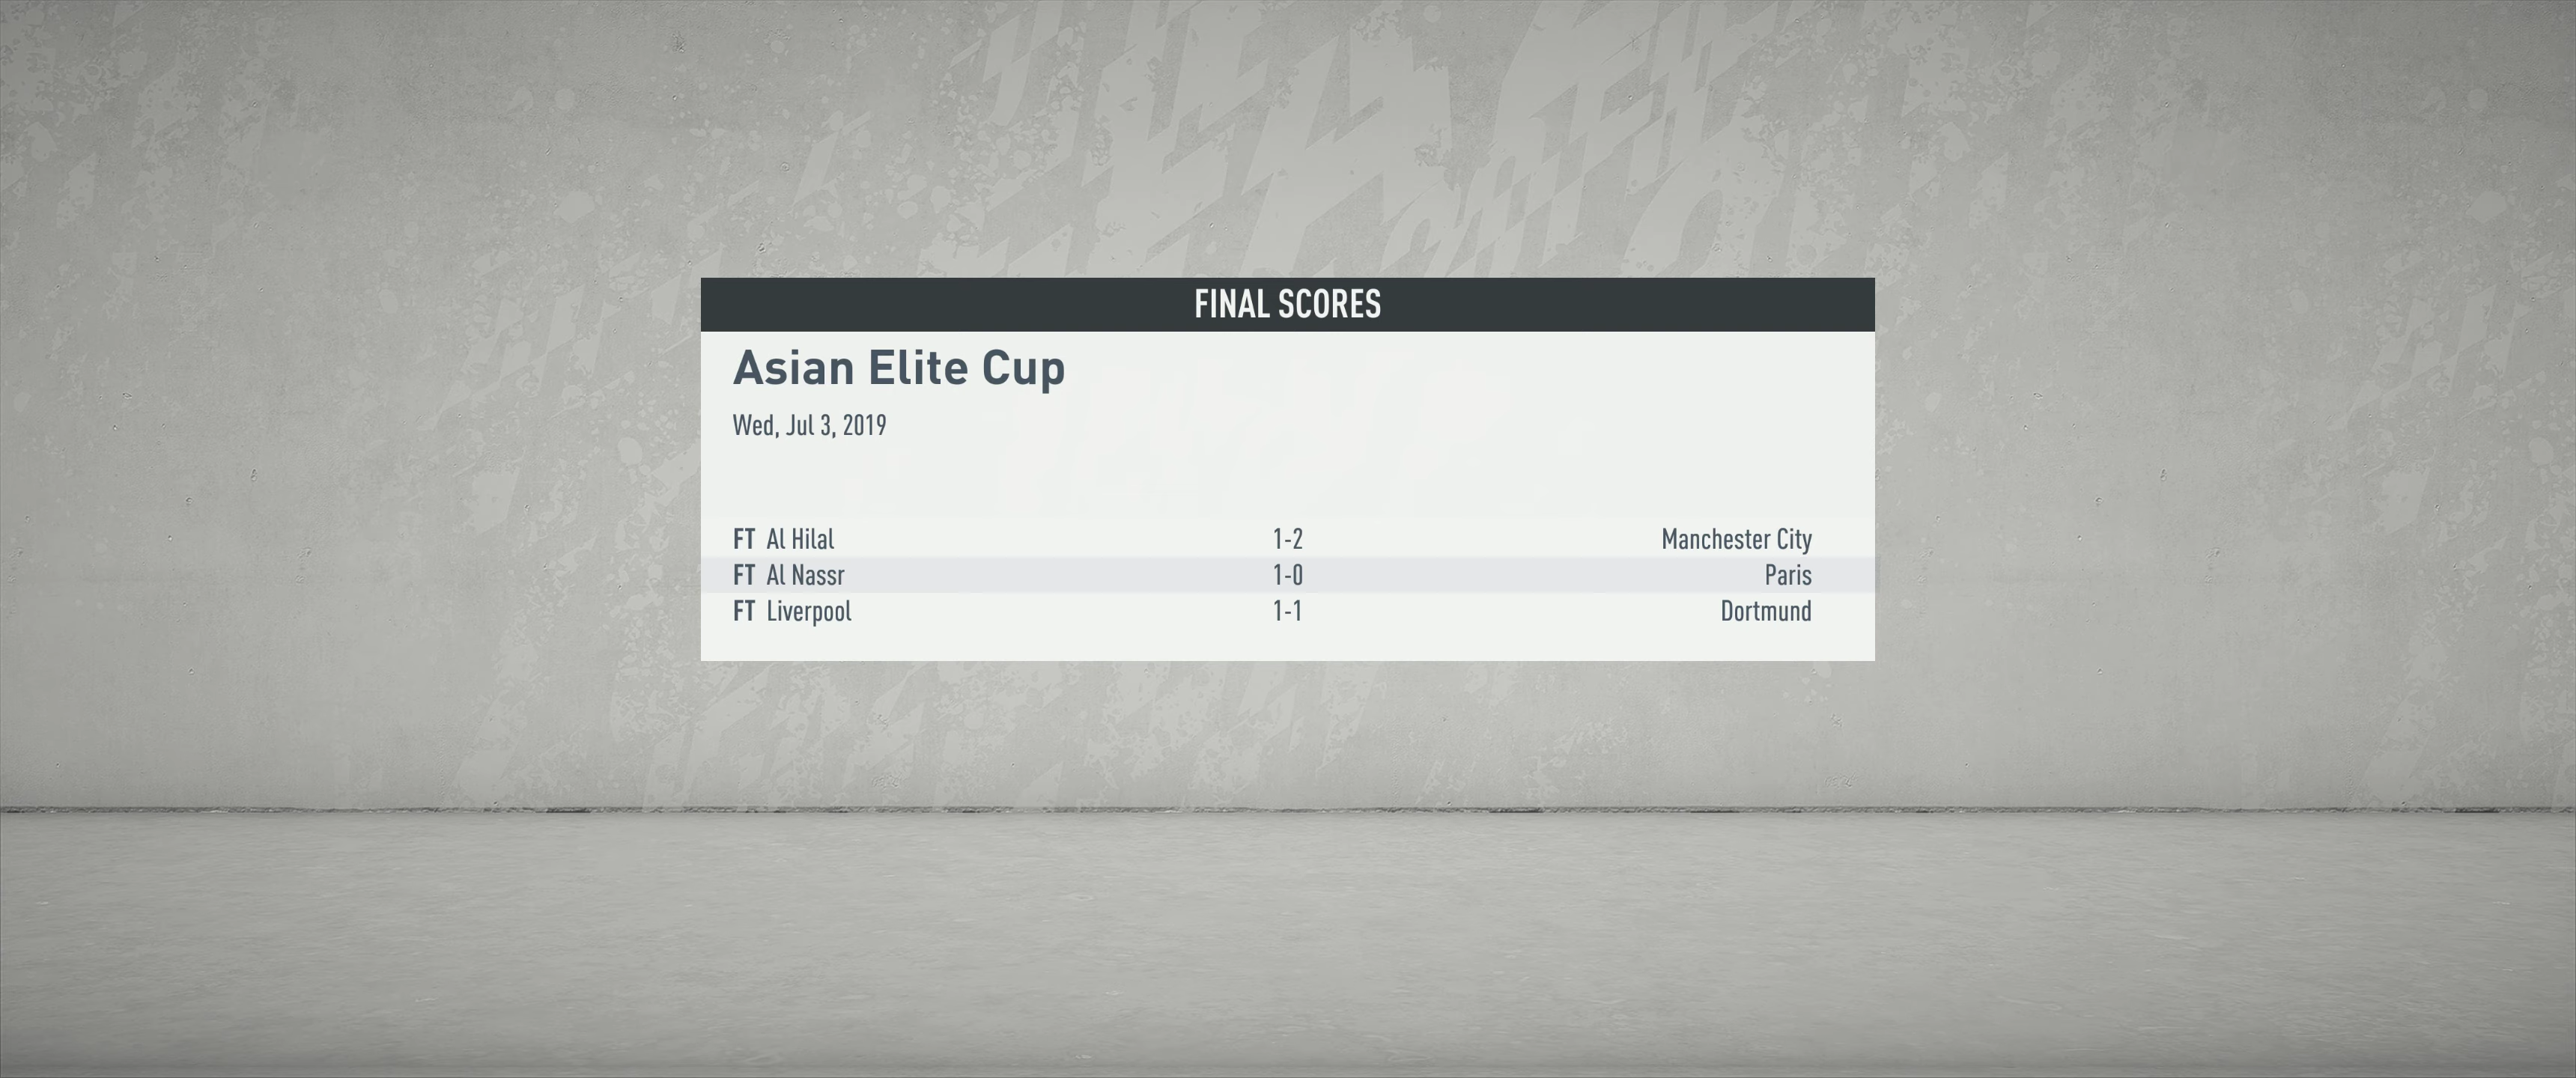 FINAL SCORES
Asian Elite Cup
Wed, Jul 3, 2019
FT Al Hilal 1-2 Manchester City
FT Al Nassr 1-0 Paris
FT Liverpool 1-1 Dortmund